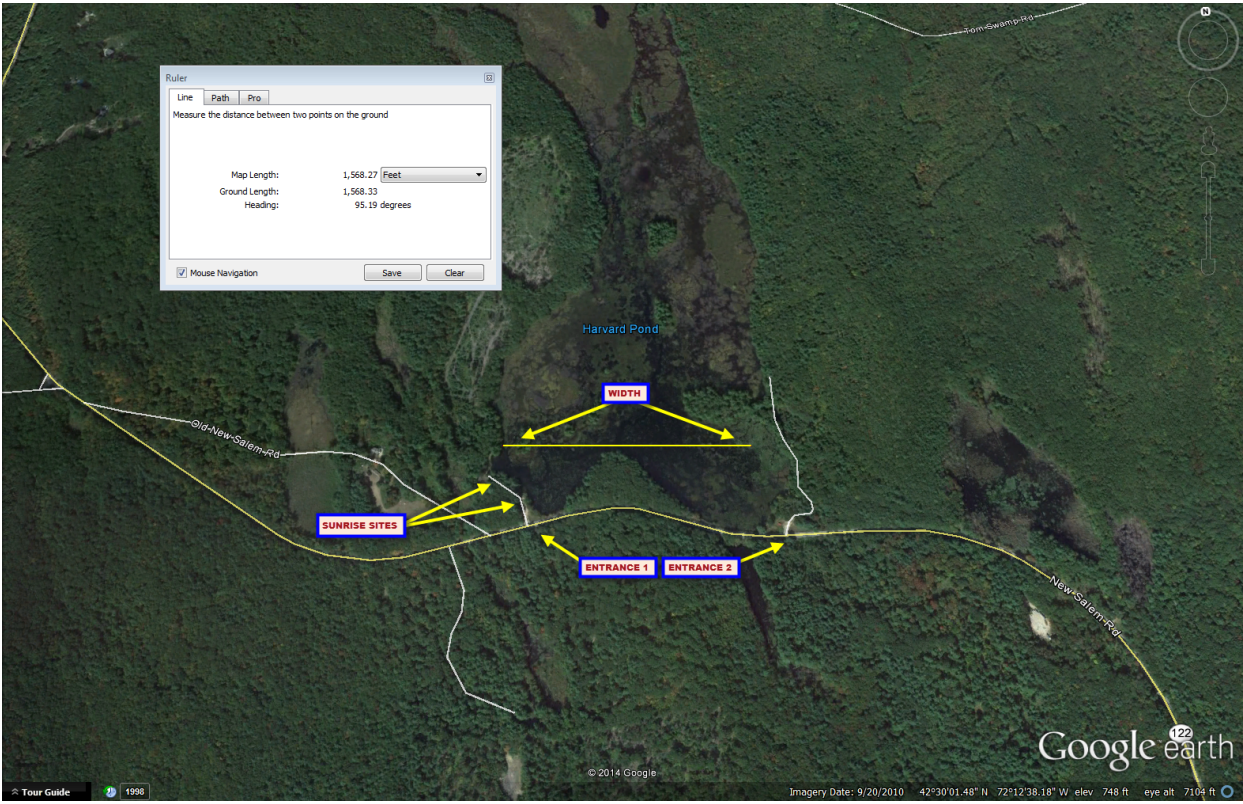 N
Tom-Swamp-Rd
Ruler
Line Path Pro
Measure the distance between two points on the ground
Map Length: 1,568.27 Feet
Ground Length: 1,568.33
Heading: 95.19 degrees
Mouse Navigation Save Clear
Harvard Pond
WIDTH
Old-New-Salem-Rd
SUNRISE SITES
ENTRANCE 1 ENTRANCE 2
New-Salem-Rd
122
Google earth
© 2014 Google
Tour Guide 1998 Imagery Date: 9/20/2010 42°30'01.48" N 72°12'38.18" W elev 748 ft eye alt 7104 ft